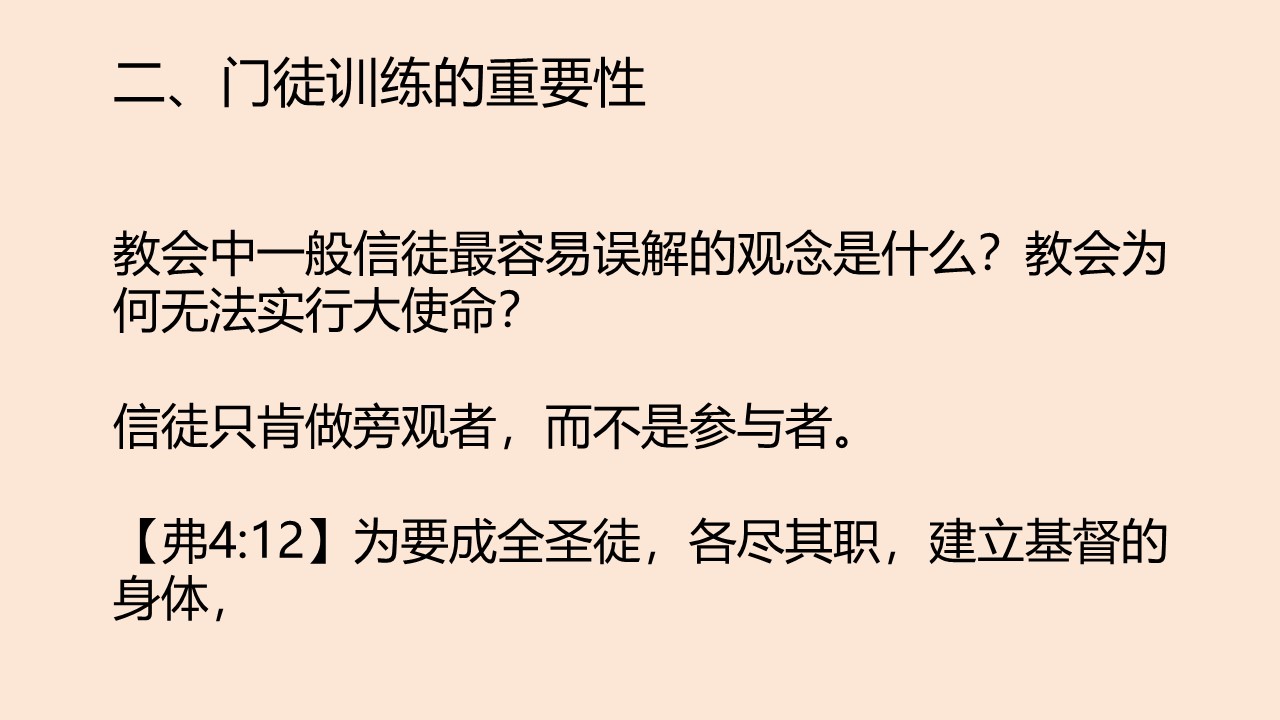 二、门徒训练的重要性
教会中一般信徒最容易误解的观念是什么？教会为
何无法实行大使命？
信徒只肯做旁观者，而不是参与者。
【弗4:12】为要成全圣徒，各尽其职，建立基督的
身体，